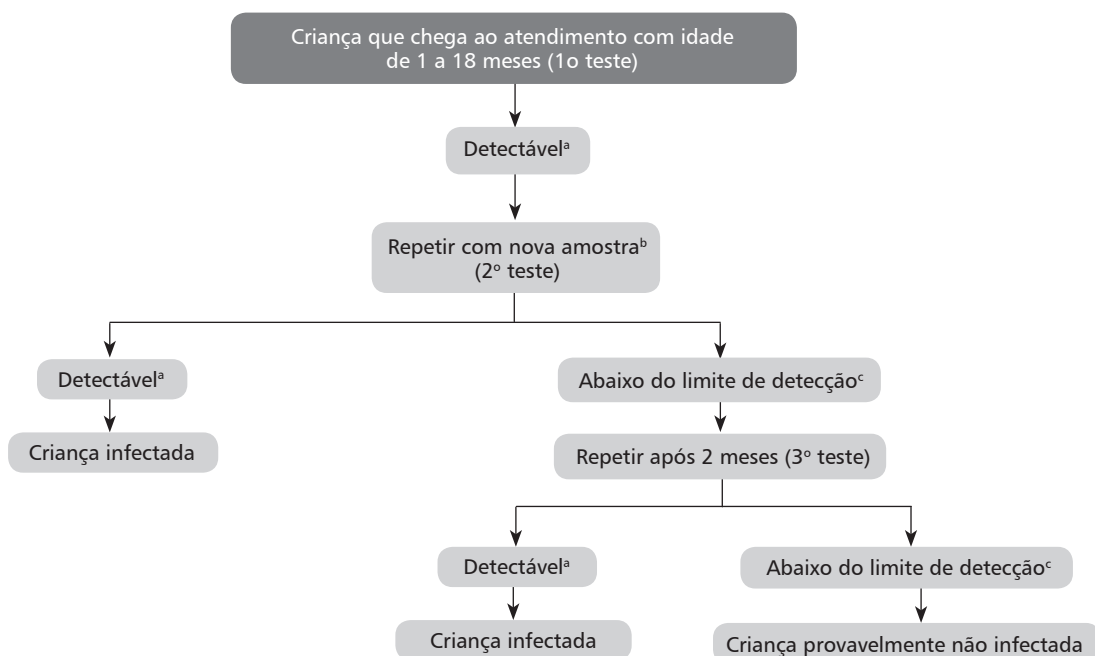 Criança que chega ao atendimento com idade
de 1 a 18 meses (1o teste)
Detectávelᵃ
Repetir com nova amostraᵇ
(2º teste)
Detectávelᵃ
Abaixo do limite de detecçãoᶜ
Criança infectada
Repetir após 2 meses (3º teste)
Detectávelᵃ
Abaixo do limite de detecçãoᶜ
Criança infectada
Criança provavelmente não infectada